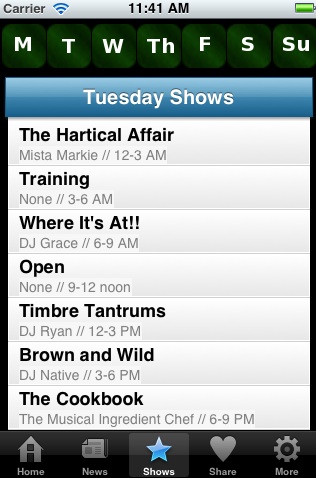 Carrier 11:41 AM
M T W Th F S Su
Tuesday Shows
The Hartical Affair
Mista Markie // 12-3 AM
Training
None // 3-6 AM
Where It's At!!
DJ Grace // 6-9 AM
Open
None // 9-12 noon
Timbre Tantrums
DJ Ryan // 12-3 PM
Brown and Wild
DJ Native // 3-6 PM
The Cookbook
The Musical Ingredient Chef // 6-9 PM
Home News Shows Share More